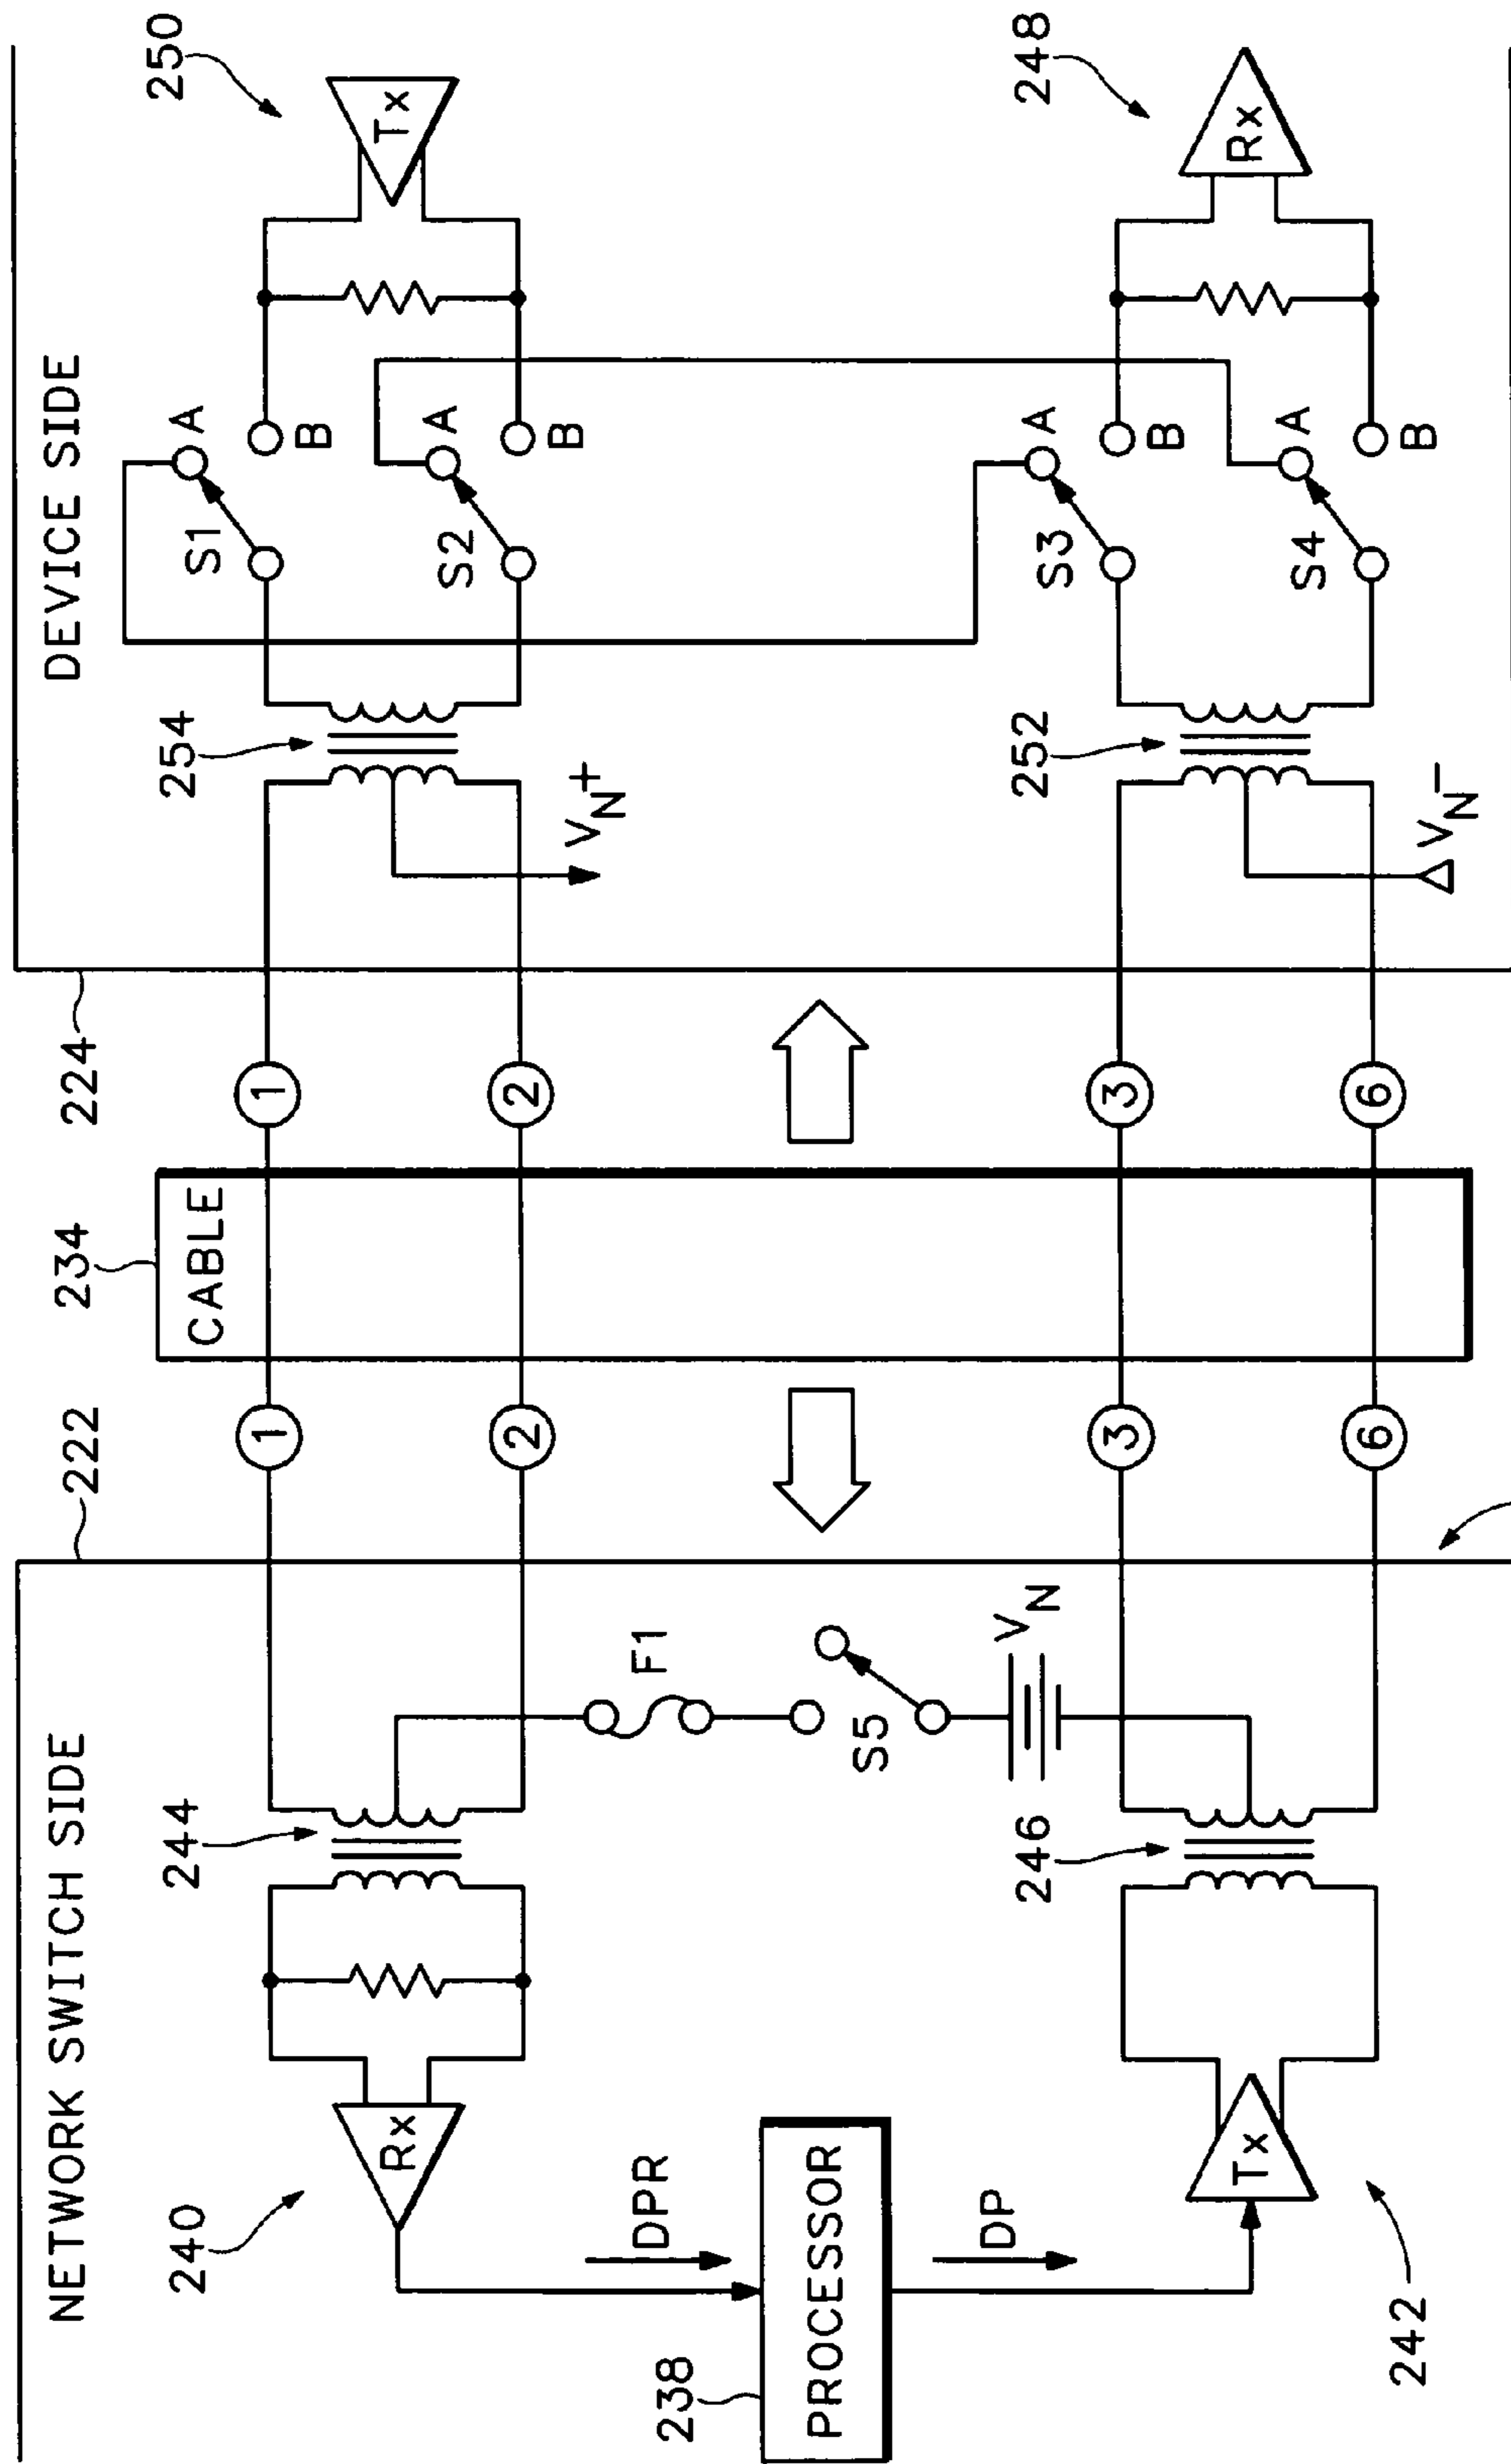 NETWORK SWITCH SIDE
222
234
224
DEVICE SIDE
240
Rx
244
1
CABLE
1
254
S1
A
B
250
Tx
2
2
S2
A
B
DPR
F1
V_N+
238
PROCESSOR
S5
DP
V_N
246
252
S3
A
B
248
Rx
Tx
3
3
242
6
6
S4
A
B
V_N−